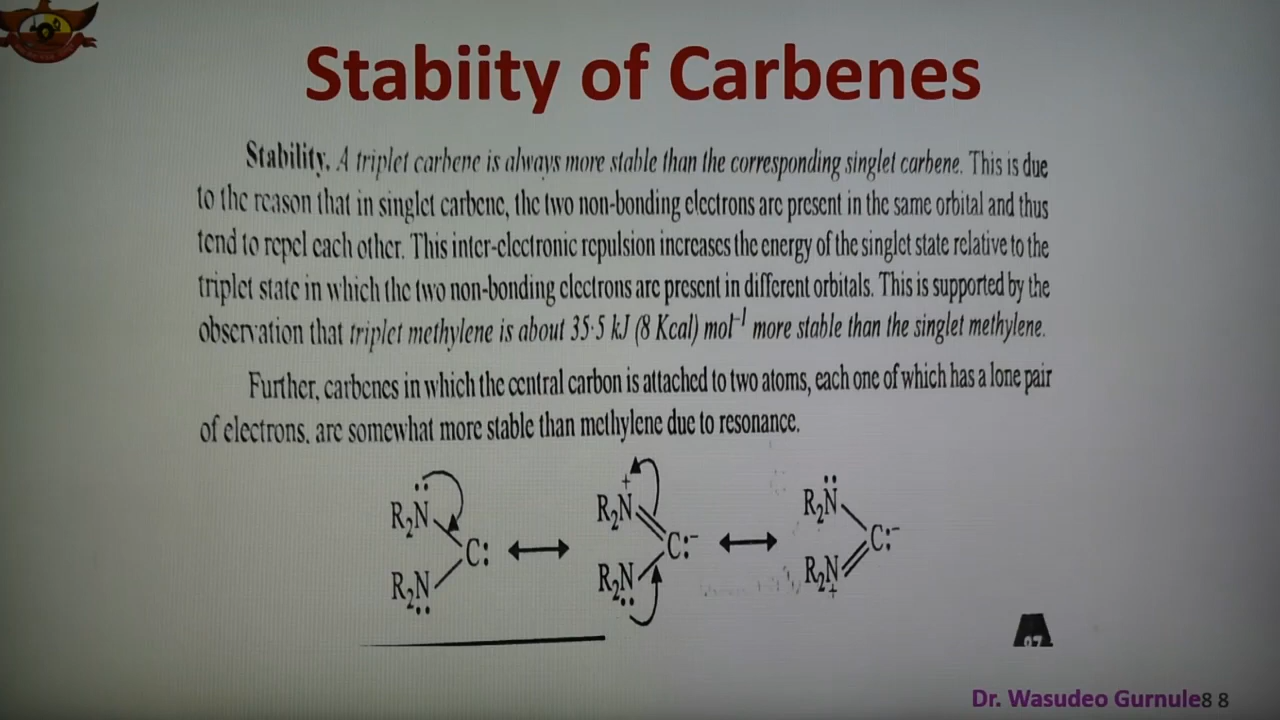 Stabiity of Carbenes
Stability. A triplet carbene is always more stable than the corresponding singlet carbene. This is due
to the reason that in singlet carbene, the two non-bonding electrons are present in the same orbital and thus
tend to repel each other. This inter-electronic repulsion increases the energy of the singlet state relative to the
triplet state in which the two non-bonding electrons are present in different orbitals. This is supported by the
observation that triplet methylene is about 35·5 kJ (8 Kcal) mol⁻¹ more stable than the singlet methylene.
Further, carbenes in which the central carbon is attached to two atoms, each one of which has a lone pair
of electrons, are somewhat more stable than methylene due to resonance.
R₂N̈ R₂N⁺ R₂N̈
C: ↔ C:⁻ ↔ C:⁻
R₂N̤ R₂N̤ R₂N⁺
97
Dr. Wasudeo Gurnule88